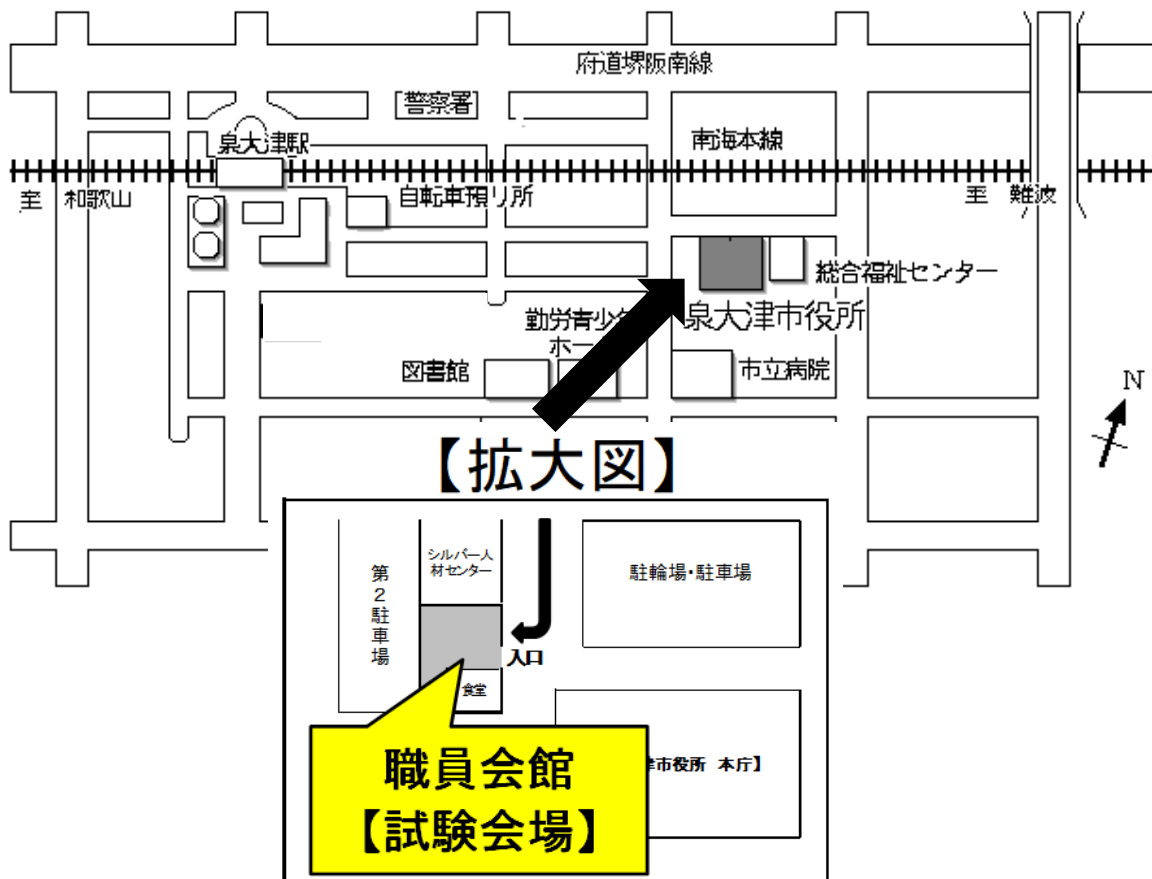 府道堺阪南線
[警察署]
泉大津駅
南海本線
至 和歌山
自転車預り所
至 難波
総合福祉センター
泉大津市役所
勤労青少
ホー
図書館
市立病院
N
【拡大図】
シルバー人
材センター
第2駐車場
駐輪場・駐車場
入口
食堂
職員会館
【試験会場】
市役所 本庁】